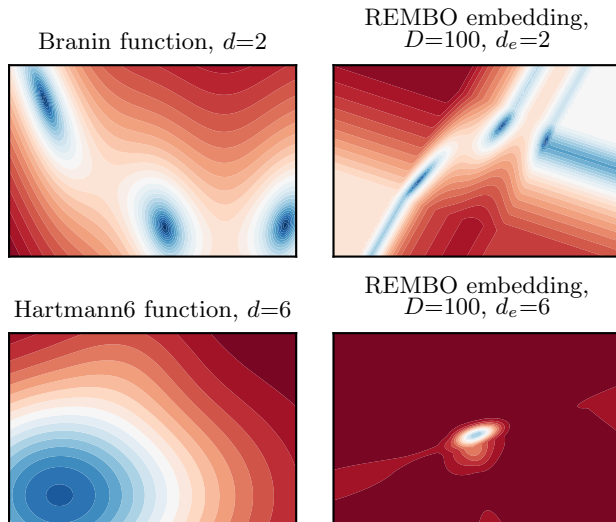 Branin function, d=2
REMBO embedding,
D=100, dₑ=2
Hartmann6 function, d=6
REMBO embedding,
D=100, dₑ=6